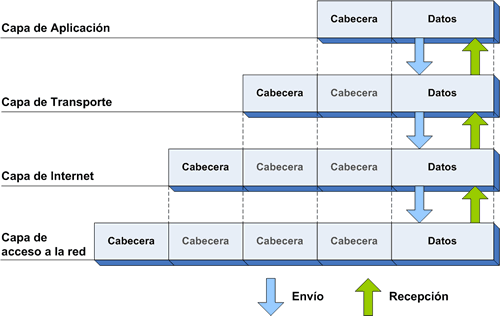 Capa de Aplicación Cabecera Datos
Capa de Transporte Cabecera Cabecera Datos
Capa de Internet Cabecera Cabecera Cabecera Datos
Capa de
acceso a la red Cabecera Cabecera Cabecera Cabecera Datos
Envío Recepción